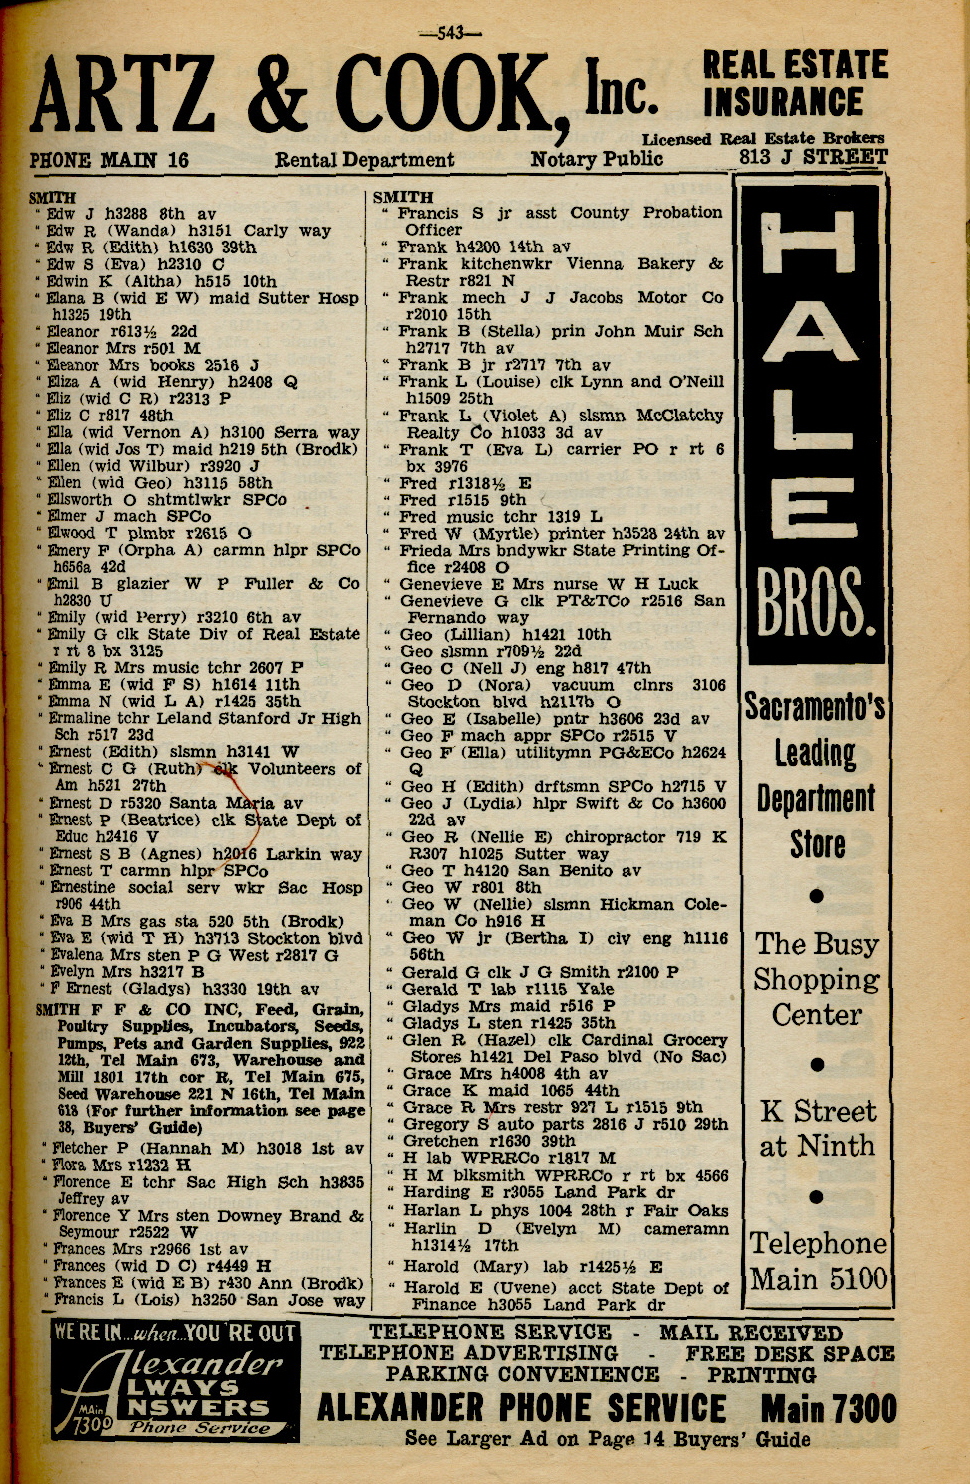 —543—
ARTZ & COOK, Inc.
REAL ESTATE
INSURANCE
Licensed Real Estate Brokers
PHONE MAIN 16 Rental Department Notary Public 813 J STREET
SMITH
" Edw J h3288 8th av
" Edw R (Wanda) h3151 Carly way
" Edw R (Edith) h1630 39th
" Edw S (Eva) h2310 C
" Edwin K (Altha) h515 10th
" Elana B (wid E W) maid Sutter Hosp
h1325 19th
" Eleanor r613½ 22d
" Eleanor Mrs r501 M
" Eleanor Mrs books 2516 J
" Eliza A (wid Henry) h2408 Q
" Eliz (wid C R) r2313 P
" Eliz C r817 48th
" Ella (wid Vernon A) h3100 Serra way
" Ella (wid Jos T) maid h219 5th (Brodk)
" Ellen (wid Wilbur) r3920 J
" Ellen (wid Geo) h3115 58th
" Ellsworth O shtmtlwkr SPCo
" Elmer J mach SPCo
" Elwood T plmbr r2615 O
" Emery F (Orpha A) carmn hlpr SPCo
h656a 42d
" Emil B glazier W P Fuller & Co
h2830 U
" Emily (wid Perry) r3210 6th av
" Emily G clk State Div of Real Estate
r rt 8 bx 3125
" Emily R Mrs music tchr 2607 P
" Emma E (wid F S) h1614 11th
" Emma N (wid L A) r1425 35th
" Ermaline tchr Leland Stanford Jr High
Sch r517 23d
" Ernest (Edith) slsmn h3141 W
" Ernest C G (Ruth) clk Volunteers of
Am h521 27th
" Ernest D r5320 Santa Maria av
" Ernest P (Beatrice) clk State Dept of
Educ h2416 V
" Ernest S B (Agnes) h2016 Larkin way
" Ernest T carmn hlpr SPCo
" Ernestine social serv wkr Sac Hosp
r906 44th
" Eva B Mrs gas sta 520 5th (Brodk)
" Eva E (wid T H) h3713 Stockton blvd
" Evalena Mrs sten P G West r2817 G
" Evelyn Mrs h3217 B
" F Ernest (Gladys) h3330 19th av
SMITH F F & CO INC, Feed, Grain,
Poultry Supplies, Incubators, Seeds,
Pumps, Pets and Garden Supplies, 922
12th, Tel Main 673, Warehouse and
Mill 1801 17th cor R, Tel Main 675,
Seed Warehouse 221 N 16th, Tel Main
618 (For further information see page
38, Buyers' Guide)
" Fletcher P (Hannah M) h3018 1st av
" Flora Mrs r1232 H
" Florence E tchr Sac High Sch h3835
Jeffrey av
" Florence Y Mrs sten Downey Brand &
Seymour r2522 W
" Frances Mrs r2966 1st av
" Frances (wid D C) r4449 H
" Frances E (wid E B) r430 Ann (Brodk)
" Francis L (Lois) h3250 San Jose way
SMITH
" Francis S jr asst County Probation
Officer
" Frank h4200 14th av
" Frank kitchenwkr Vienna Bakery &
Restr r821 N
" Frank mech J J Jacobs Motor Co
r2010 15th
" Frank B (Stella) prin John Muir Sch
h2717 7th av
" Frank B jr r2717 7th av
" Frank L (Louise) clk Lynn and O'Neill
h1509 25th
" Frank L (Violet A) slsmn McClatchy
Realty Co h1033 3d av
" Frank T (Eva L) carrier PO r rt 6
bx 3976
" Fred r1318½ E
" Fred r1515 9th
" Fred music tchr 1319 L
" Fred W (Myrtle) printer h3528 24th av
" Frieda Mrs bndywkr State Printing Of-
fice r2408 O
" Genevieve E Mrs nurse W H Luck
" Genevieve G clk PT&TCo r2516 San
Fernando way
" Geo (Lillian) h1421 10th
" Geo slsmn r709½ 22d
" Geo C (Nell J) eng h817 47th
" Geo D (Nora) vacuum clnrs 3106
Stockton blvd h2117b O
" Geo E (Isabelle) pntr h3606 23d av
" Geo F mach appr SPCo r2515 V
" Geo F (Ella) utilitymn PG&ECo h2624
Q
" Geo H (Edith) drftsmn SPCo h2715 V
" Geo J (Lydia) hlpr Swift & Co h3600
22d av
" Geo R (Nellie E) chiropractor 719 K
R307 h1025 Sutter way
" Geo T h4120 San Benito av
" Geo W r801 8th
" Geo W (Nellie) slsmn Hickman Cole-
man Co h916 H
" Geo W jr (Bertha I) civ eng h1116
56th
" Gerald G clk J G Smith r2100 P
" Gerald T lab r1115 Yale
" Gladys Mrs maid r516 P
" Gladys L sten r1425 35th
" Glen R (Hazel) clk Cardinal Grocery
Stores h1421 Del Paso blvd (No Sac)
" Grace Mrs h4008 4th av
" Grace K maid 1065 44th
" Grace R Mrs restr 927 L r1515 9th
" Gregory S auto parts 2816 J r510 29th
" Gretchen r1630 39th
" H lab WPRRCo r1817 M
" H M blksmith WPRRCo r rt bx 4566
" Harding E r3055 Land Park dr
" Harlan L phys 1004 28th r Fair Oaks
" Harlin D (Evelyn M) cameramn
h1314½ 17th
" Harold (Mary) lab r1425½ E
" Harold E (Uvene) acct State Dept of
Finance h3055 Land Park dr
HALE
BROS.
Sacramento's
Leading
Department
Store
•
The Busy
Shopping
Center
•
K Street
at Ninth
•
Telephone
Main 5100
WE'RE IN...when...YOU'RE OUT
Alexander
ALWAYS
ANSWERS
MAin
7300
Phone Service
TELEPHONE SERVICE - MAIL RECEIVED
TELEPHONE ADVERTISING - FREE DESK SPACE
PARKING CONVENIENCE - PRINTING
ALEXANDER PHONE SERVICE Main 7300
See Larger Ad on Page 14 Buyers' Guide